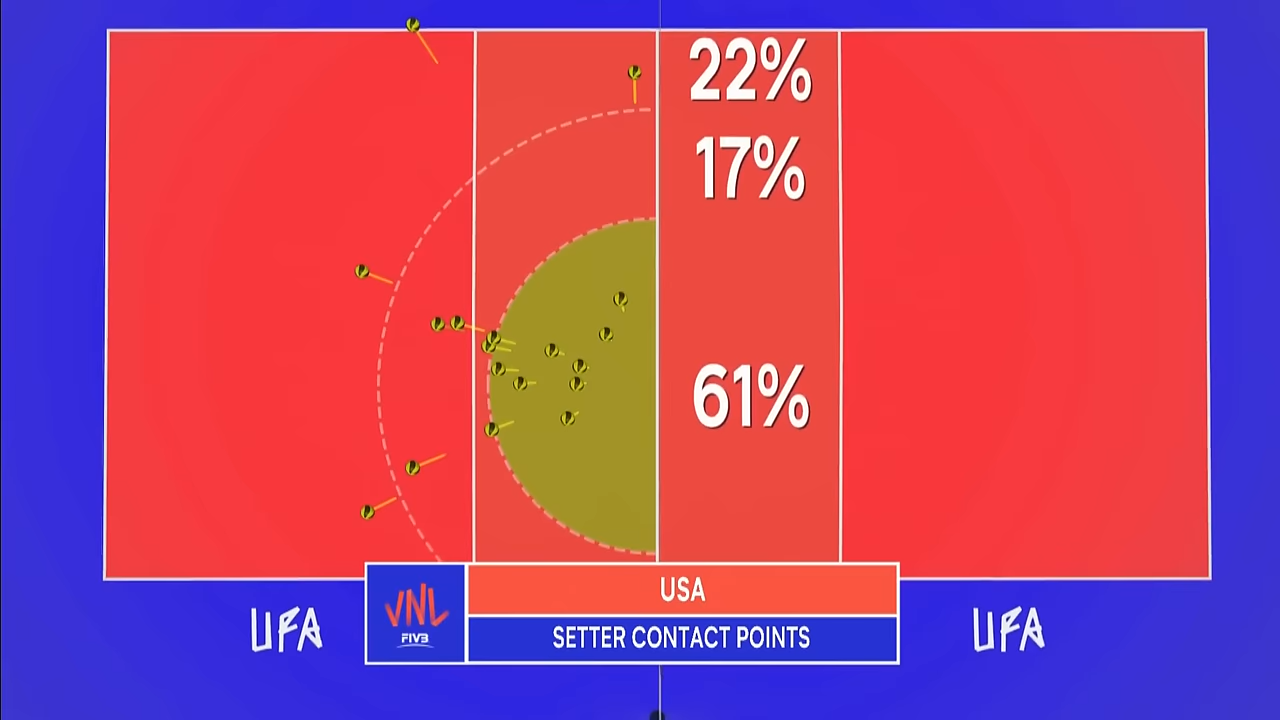 22%
17%
61%
USA
SETTER CONTACT POINTS
VNL
FIVB
UFA
UFA